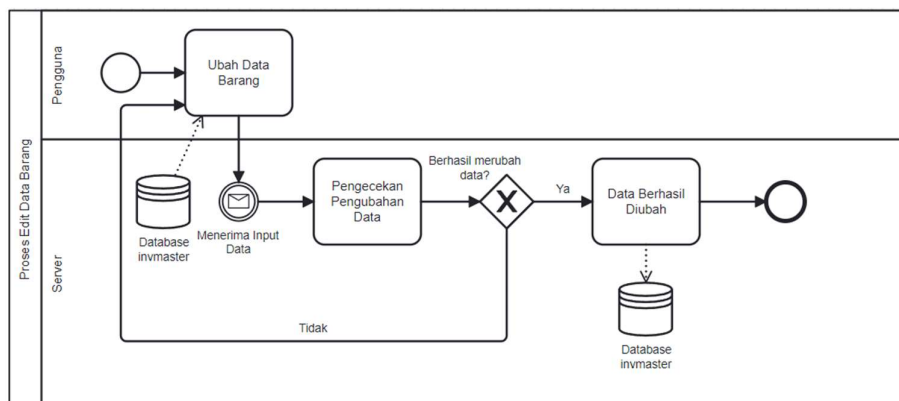 Proses Edit Data Barang
Pengguna
Ubah Data
Barang
Server
Database
invmaster
Menerima Input
Data
Pengecekan
Pengubahan
Data
Berhasil merubah
data?
Ya
Tidak
Data Berhasil
Diubah
Database
invmaster